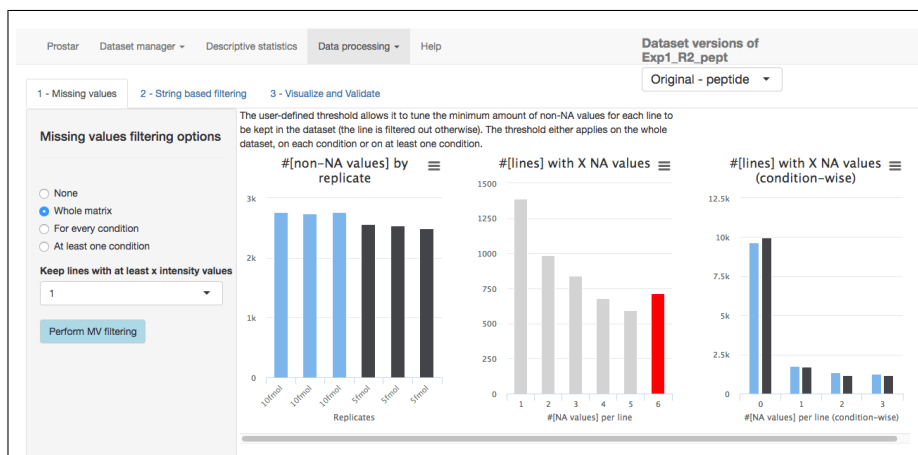 Prostar
Dataset manager
Descriptive statistics
Data processing
Help
Dataset versions of
Exp1_R2_pept
Original - peptide
1 - Missing values
2 - String based filtering
3 - Visualize and Validate
Missing values filtering options
None
Whole matrix
For every condition
At least one condition
Keep lines with at least x intensity values
1
Perform MV filtering
The user-defined threshold allows it to tune the minimum amount of non-NA values for each line to
be kept in the dataset (the line is filtered out otherwise). The threshold either applies on the whole
dataset, on each condition or on at least one condition.
#[non-NA values] by
replicate
3k
2k
1k
0
10fmol
10fmol
10fmol
5fmol
5fmol
5fmol
Replicates
#[lines] with X NA values
1500
1250
1000
750
500
250
0
1
2
3
4
5
6
#[NA values] per line
#[lines] with X NA values
(condition-wise)
12.5k
10k
7.5k
5k
2.5k
0
0
1
2
3
#[NA values] per line (condition-wise)